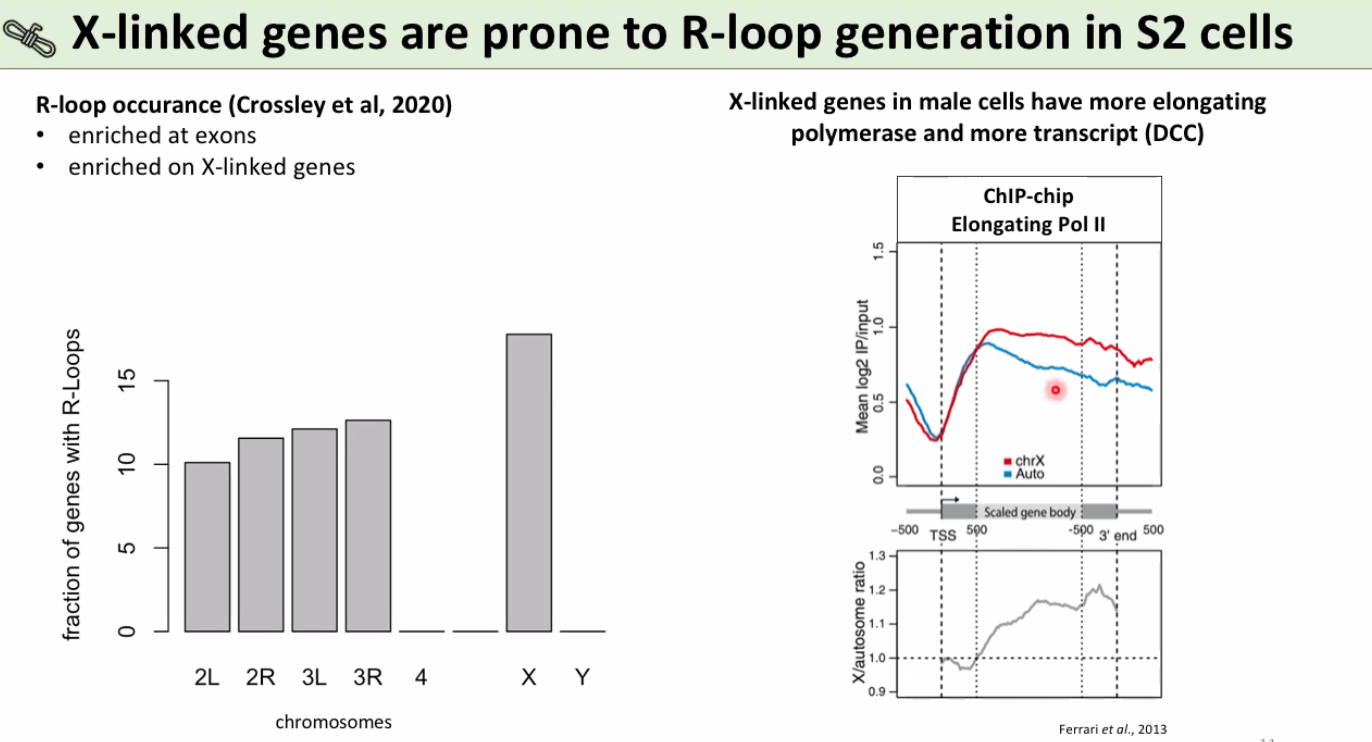 X-linked genes are prone to R-loop generation in S2 cells
R-loop occurance (Crossley et al, 2020)
• enriched at exons
• enriched on X-linked genes
fraction of genes with R-Loops
15
10
5
0
2L 2R 3L 3R 4 X Y
chromosomes
X-linked genes in male cells have more elongating
polymerase and more transcript (DCC)
ChIP-chip
Elongating Pol II
Mean log2 IP/input
1.5
1.0
0.5
0.0
chrX
Auto
Scaled gene body
−500 TSS 500 -500 3' end 500
X/autosome ratio
1.3
1.2
1.1
1.0
0.9
Ferrari et al., 2013